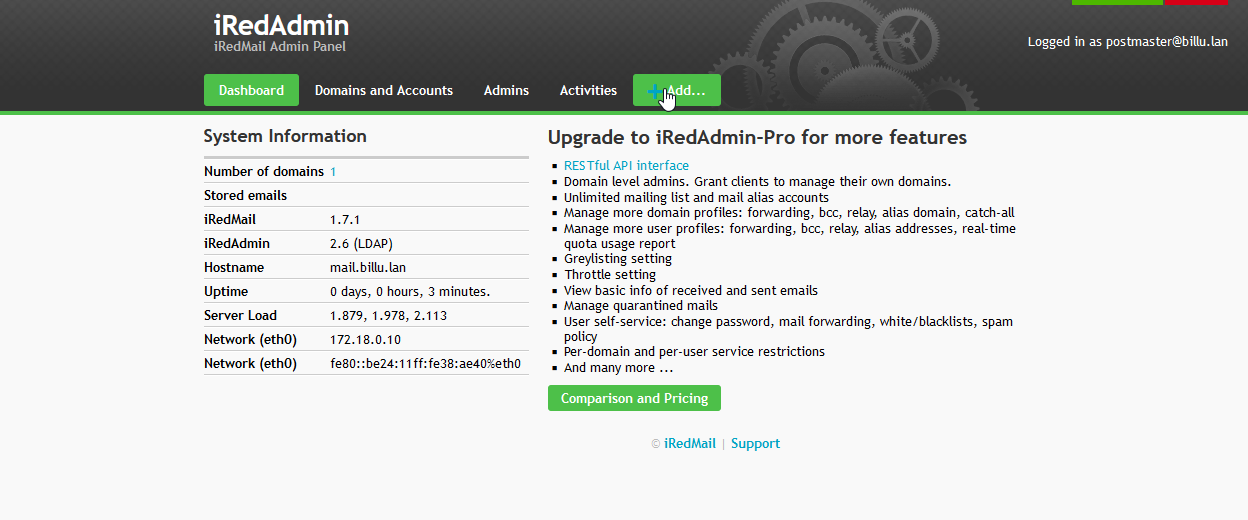 iRedAdmin
iRedMail Admin Panel
Logged in as postmaster@billu.lan
Dashboard Domains and Accounts Admins Activities Add...
System Information
Number of domains 1
Stored emails
iRedMail 1.7.1
iRedAdmin 2.6 (LDAP)
Hostname mail.billu.lan
Uptime 0 days, 0 hours, 3 minutes.
Server Load 1.879, 1.978, 2.113
Network (eth0) 172.18.0.10
Network (eth0) fe80::be24:11ff:fe38:ae40%eth0
Upgrade to iRedAdmin-Pro for more features
RESTful API interface
Domain level admins. Grant clients to manage their own domains.
Unlimited mailing list and mail alias accounts
Manage more domain profiles: forwarding, bcc, relay, alias domain, catch-all
Manage more user profiles: forwarding, bcc, relay, alias addresses, real-time
quota usage report
Greylisting setting
Throttle setting
View basic info of received and sent emails
Manage quarantined mails
User self-service: change password, mail forwarding, white/blacklists, spam
policy
Per-domain and per-user service restrictions
And many more ...
Comparison and Pricing
© iRedMail | Support